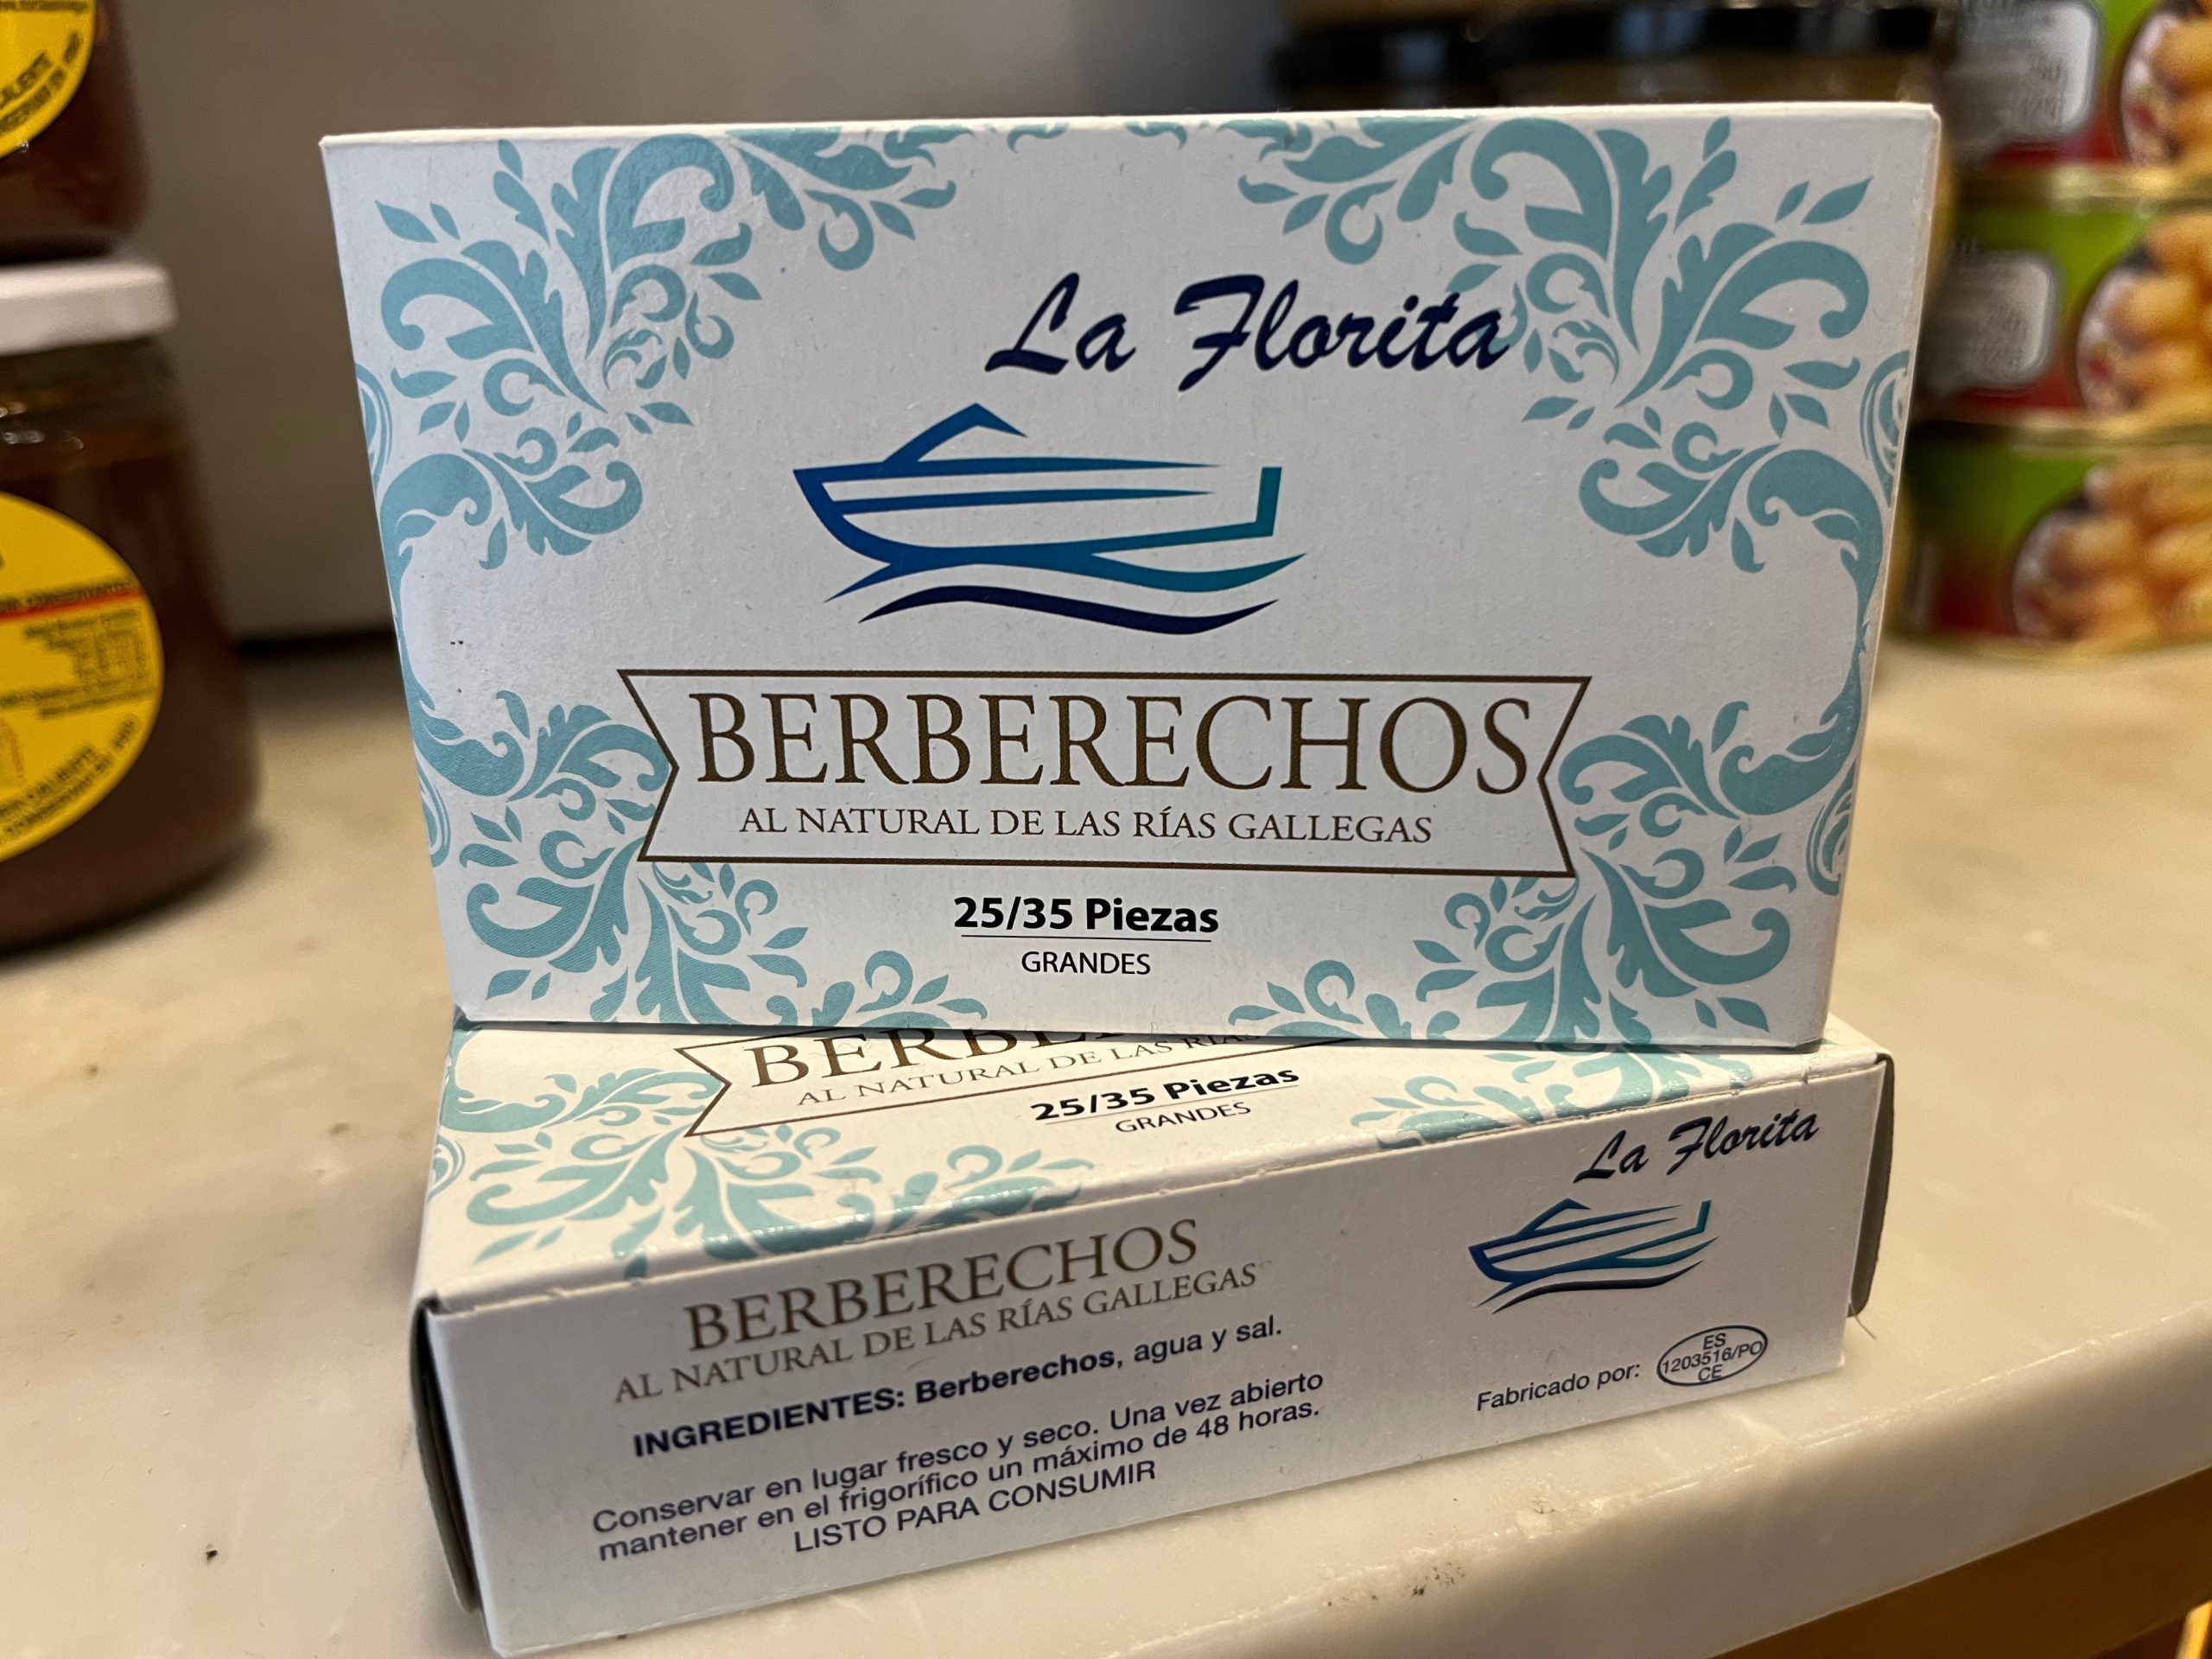 La Florita
BERBERECHOS
AL NATURAL DE LAS RÍAS GALLEGAS
25/35 Piezas
GRANDES
AL NATURAL DE LAS
25/35 Piezas
GRANDES
La Florita
BERBERECHOS
AL NATURAL DE LAS RÍAS GALLEGAS
INGREDIENTES: Berberechos, agua y sal.
Conservar en lugar fresco y seco. Una vez abierto
mantener en el frigorífico un máximo de 48 horas.
LISTO PARA CONSUMIR
Fabricado por:
ES
1203516/PO
CE